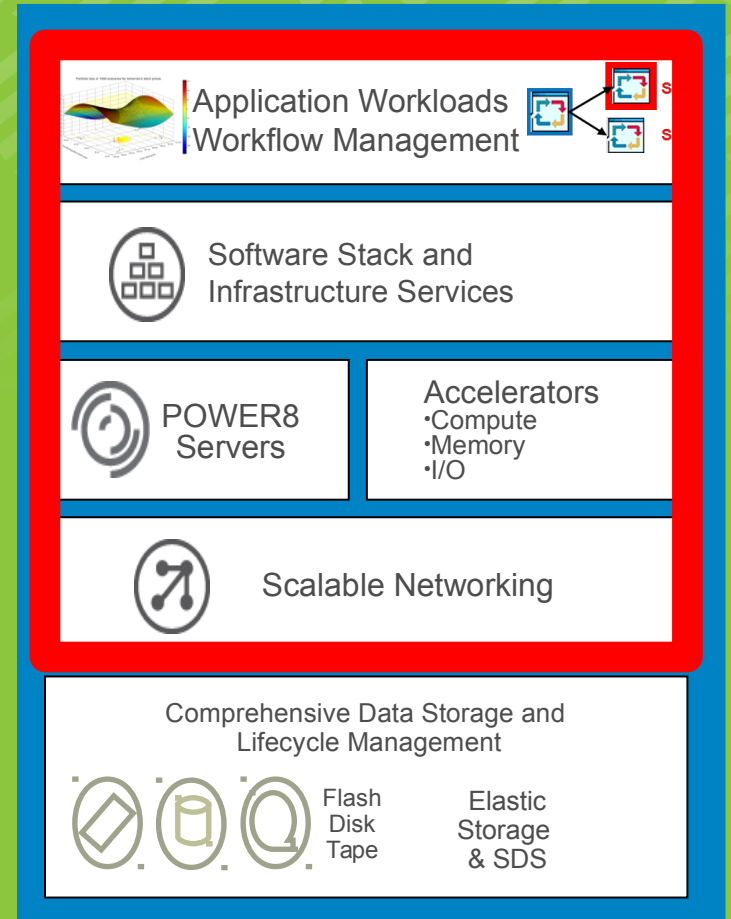 Application Workloads
Workflow Management
S
S
Software Stack and
Infrastructure Services
POWER8
Servers
Accelerators
•Compute
•Memory
•I/O
Scalable Networking
Comprehensive Data Storage and
Lifecycle Management
Flash
Disk
Tape
Elastic
Storage
& SDS